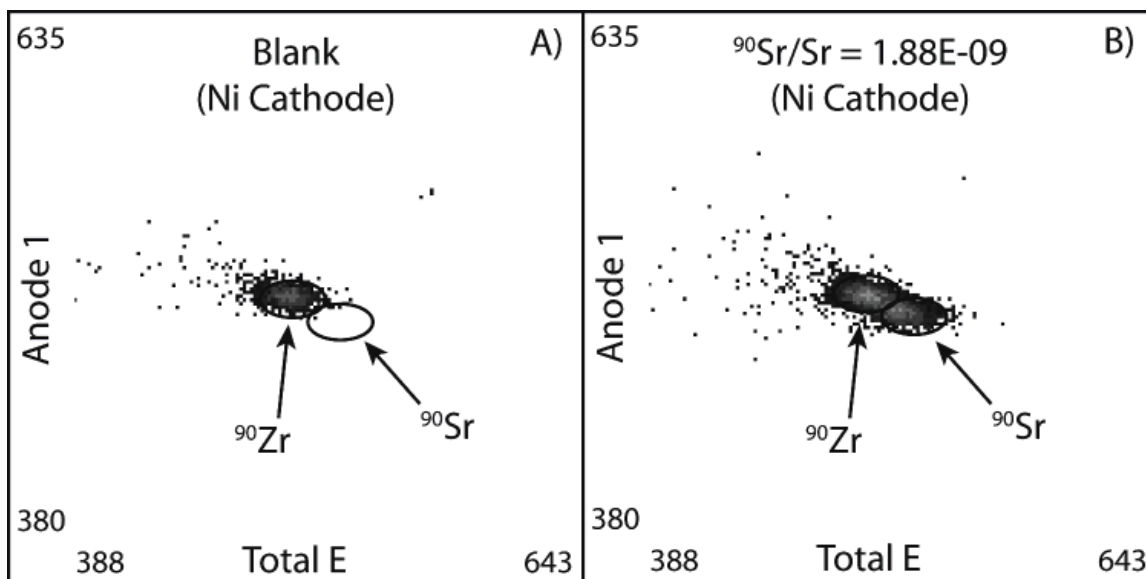 635
Blank
A)
(Ni Cathode)
Anode 1
⁹⁰Zr
⁹⁰Sr
380
388
Total E
643
635
⁹⁰Sr/Sr = 1.88E-09
B)
(Ni Cathode)
Anode 1
⁹⁰Zr
⁹⁰Sr
380
388
Total E
643